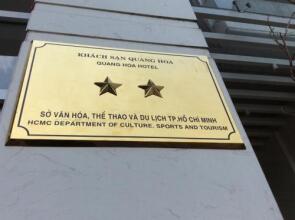 KHÁCH SẠN QUANG HOA
QUANG HOA HOTEL
SỞ VĂN HÓA, THỂ THAO VÀ DU LỊCH TP.HỒ CHÍ MINH
HCMC DEPARTMENT OF CULTURE, SPORTS AND TOURISM